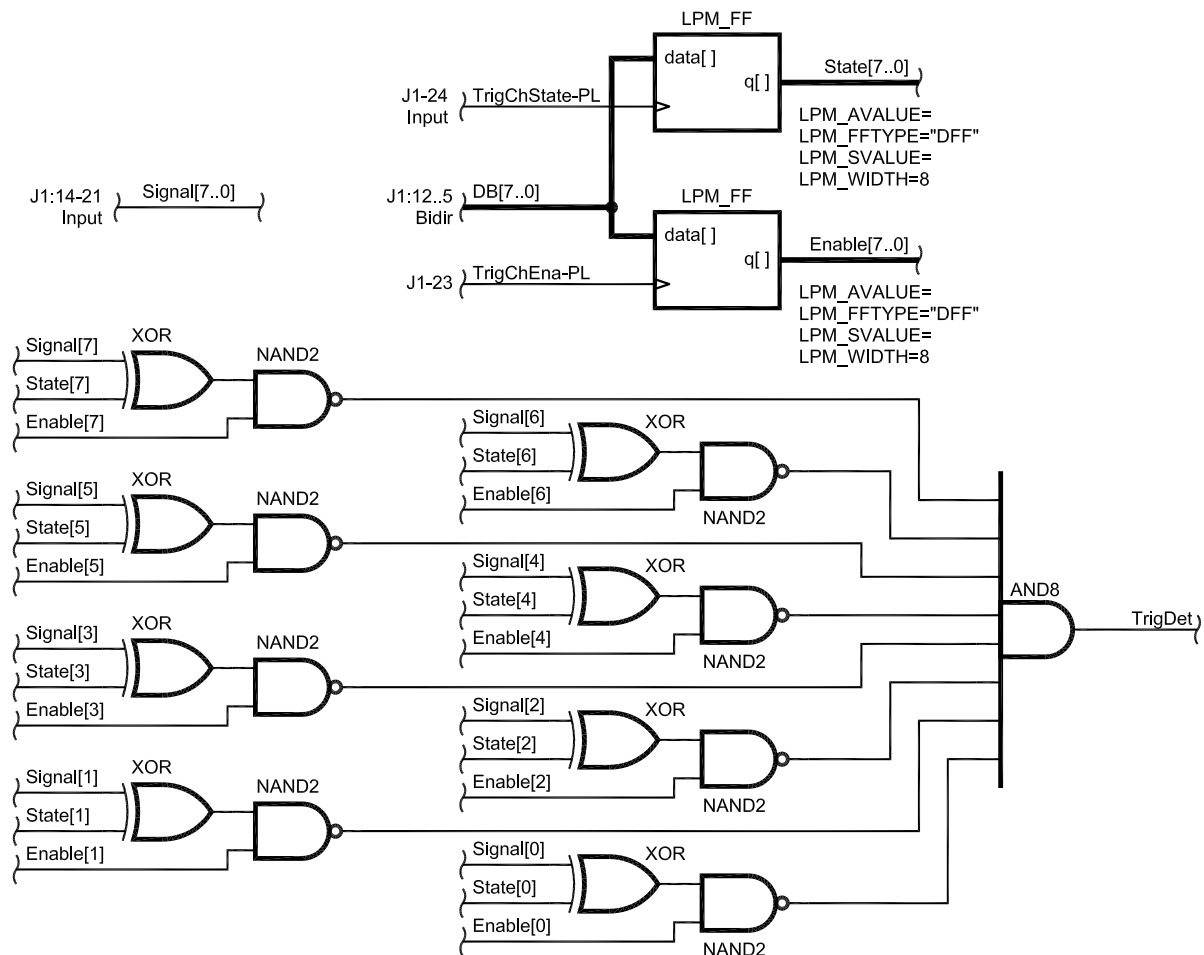 LPM_FF
data[ ]
q[ ]
State[7..0]
J1-24
Input
TrigChState-PL
LPM_AVALUE=
LPM_FFTYPE="DFF"
LPM_SVALUE=
LPM_WIDTH=8
J1:14-21
Input
Signal[7..0]
J1:12..5
Bidir
DB[7..0]
LPM_FF
data[ ]
q[ ]
Enable[7..0]
J1-23
TrigChEna-PL
LPM_AVALUE=
LPM_FFTYPE="DFF"
LPM_SVALUE=
LPM_WIDTH=8
Signal[7]
XOR
State[7]
NAND2
Enable[7]
Signal[6]
XOR
State[6]
Enable[6]
NAND2
Signal[5]
XOR
State[5]
NAND2
Enable[5]
Signal[4]
XOR
State[4]
Enable[4]
NAND2
AND8
TrigDet
Signal[3]
XOR
State[3]
NAND2
Enable[3]
Signal[2]
XOR
State[2]
Enable[2]
NAND2
Signal[1]
XOR
State[1]
NAND2
Enable[1]
Signal[0]
XOR
State[0]
Enable[0]
NAND2